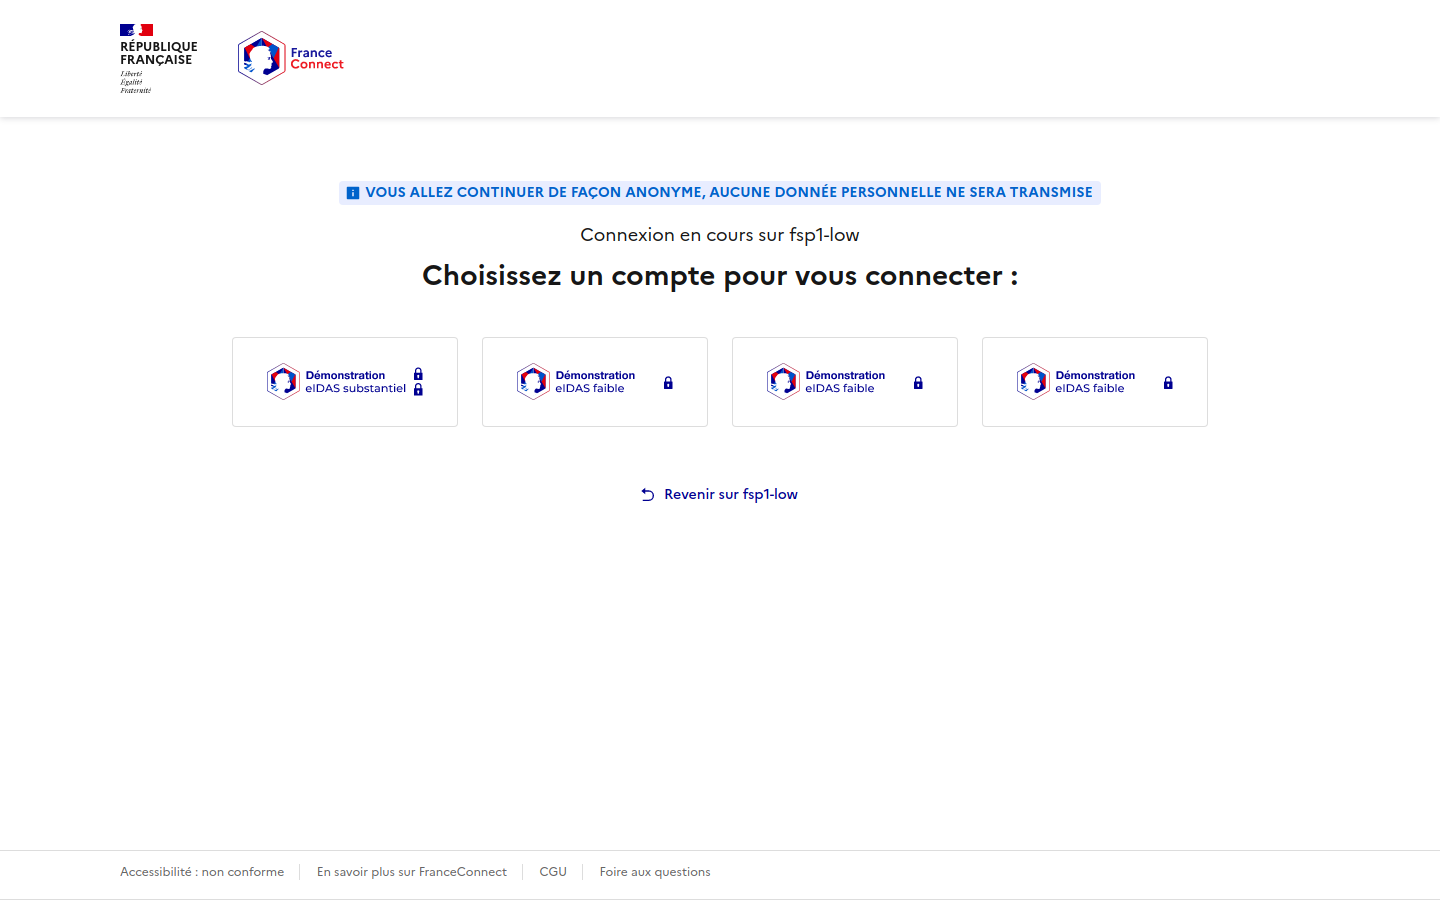 RÉPUBLIQUE
FRANÇAISE
Liberté
Égalité
Fraternité
France
Connect
VOUS ALLEZ CONTINUER DE FAÇON ANONYME, AUCUNE DONNÉE PERSONNELLE NE SERA TRANSMISE
Connexion en cours sur fsp1-low
Choisissez un compte pour vous connecter :
Démonstration
eIDAS substantiel
Démonstration
eIDAS faible
Démonstration
eIDAS faible
Démonstration
eIDAS faible
Revenir sur fsp1-low
Accessibilité : non conforme
En savoir plus sur FranceConnect
CGU
Foire aux questions